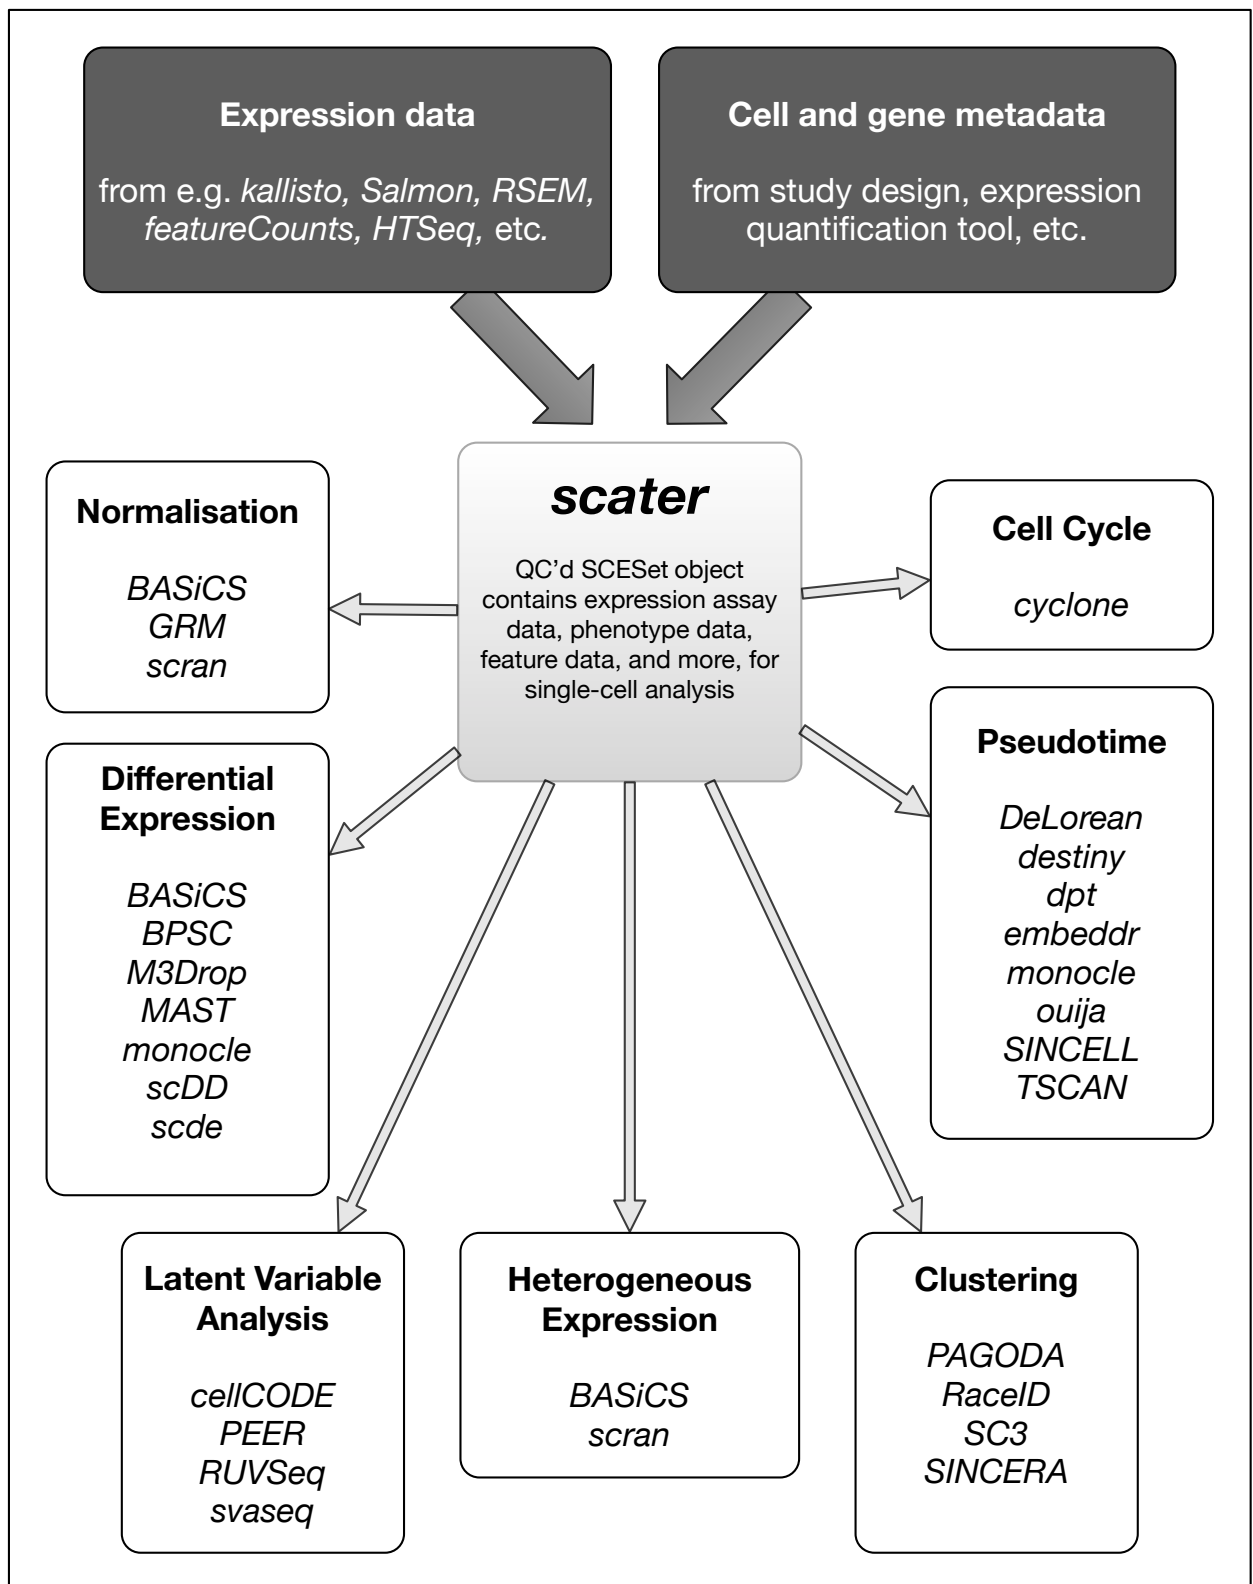 Expression data
from e.g. kallisto, Salmon, RSEM,
featureCounts, HTSeq, etc.
Cell and gene metadata
from study design, expression
quantification tool, etc.
scater
QC'd SCESet object
contains expression assay
data, phenotype data,
feature data, and more, for
single-cell analysis
Normalisation
BASiCS
GRM
scran
Cell Cycle
cyclone
Differential
Expression
BASiCS
BPSC
M3Drop
MAST
monocle
scDD
scde
Pseudotime
DeLorean
destiny
dpt
embeddr
monocle
ouija
SINCELL
TSCAN
Latent Variable
Analysis
cellCODE
PEER
RUVSeq
svaseq
Heterogeneous
Expression
BASiCS
scran
Clustering
PAGODA
RaceID
SC3
SINCERA